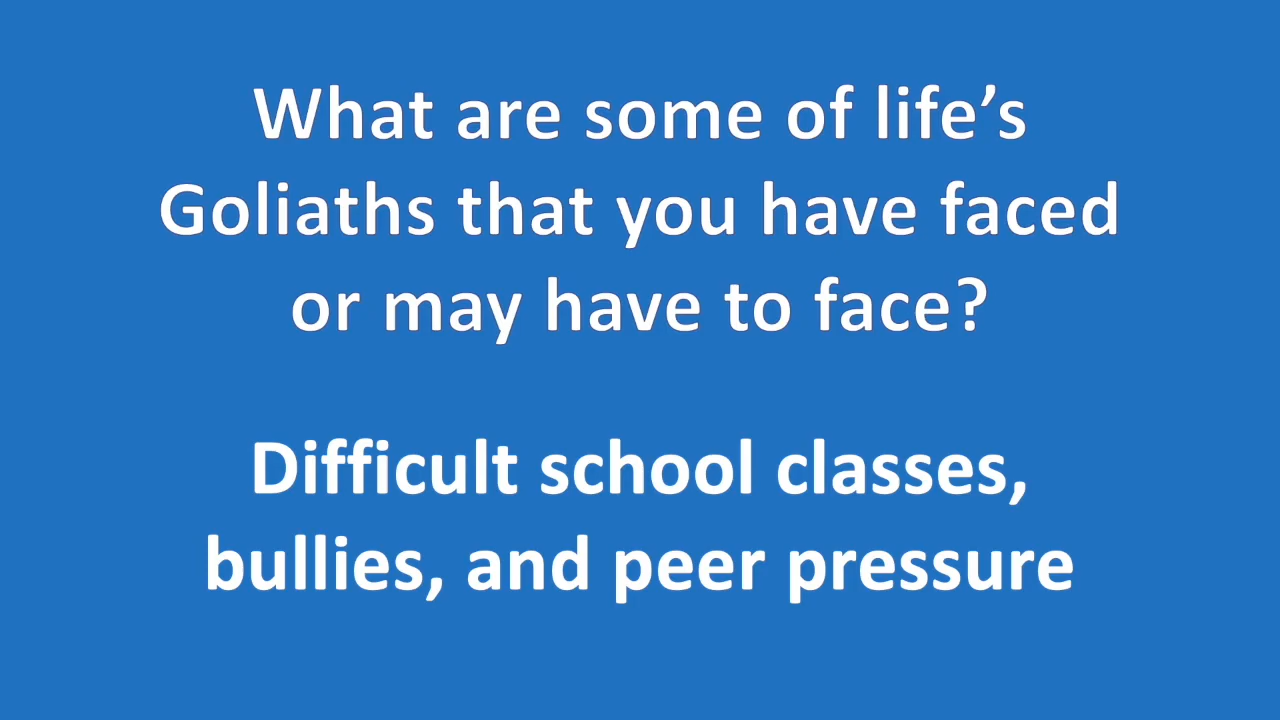 What are some of life’s
Goliaths that you have faced
or may have to face?
Difficult school classes,
bullies, and peer pressure